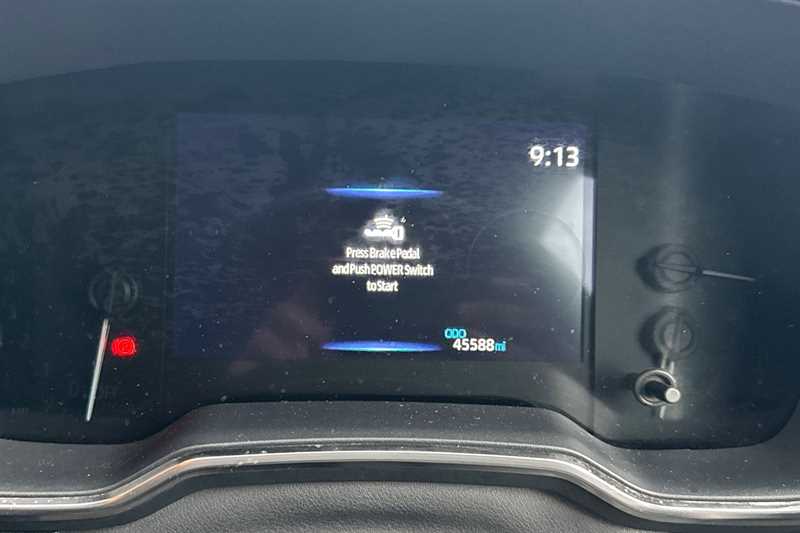 9:13
Press Brake Pedal
and Push POWER Switch
to Start
ODO
45588mi